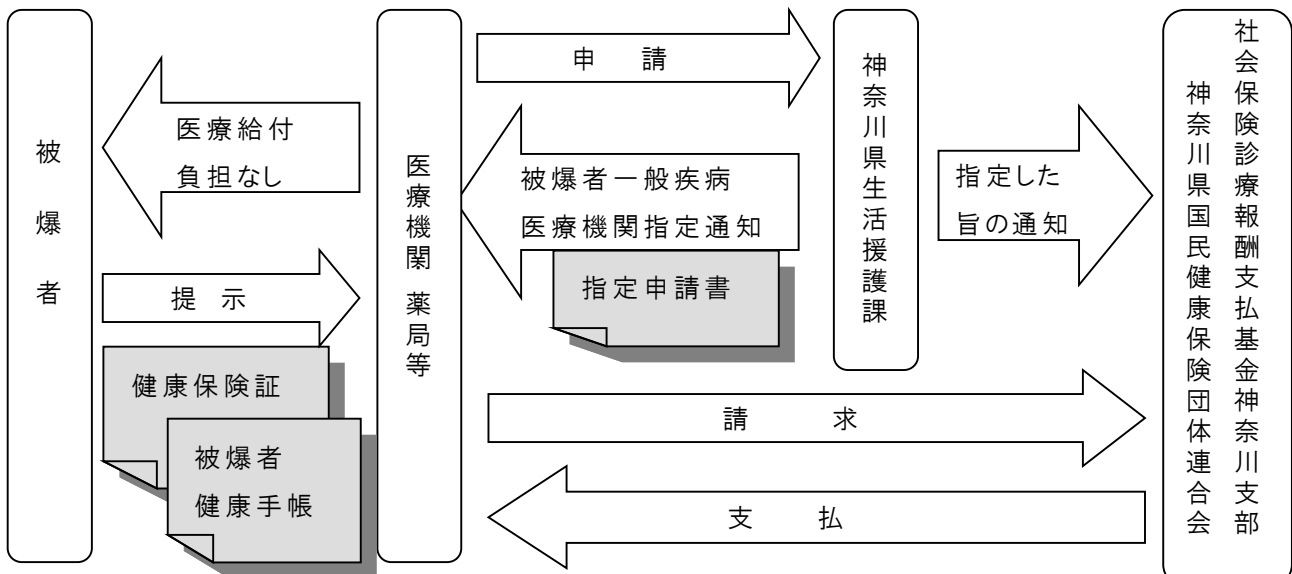 被爆者
医療給付
負担なし
提 示
健康保険証
被爆者
健康手帳
医療機関・薬局等
申 請
被爆者一般疾病
医療機関指定通知
指定申請書
神奈川県生活援護課
指定した
旨の通知
社会保険診療報酬支払基金神奈川支部
神奈川県国民健康保険団体連合会
請 求
支 払